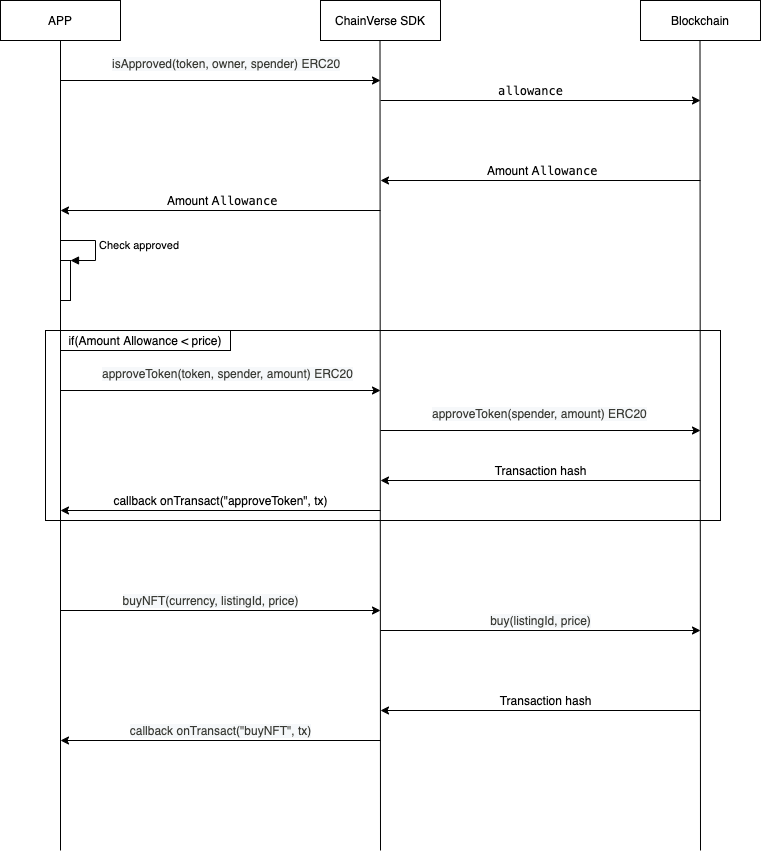 APP
ChainVerse SDK
Blockchain
isApproved(token, owner, spender) ERC20
allowance
Amount Allowance
Amount Allowance
Check approved
if(Amount Allowance < price)
approveToken(token, spender, amount) ERC20
approveToken(spender, amount) ERC20
Transaction hash
callback onTransact("approveToken", tx)
buyNFT(currency, listingId, price)
buy(listingId, price)
Transaction hash
callback onTransact("buyNFT", tx)